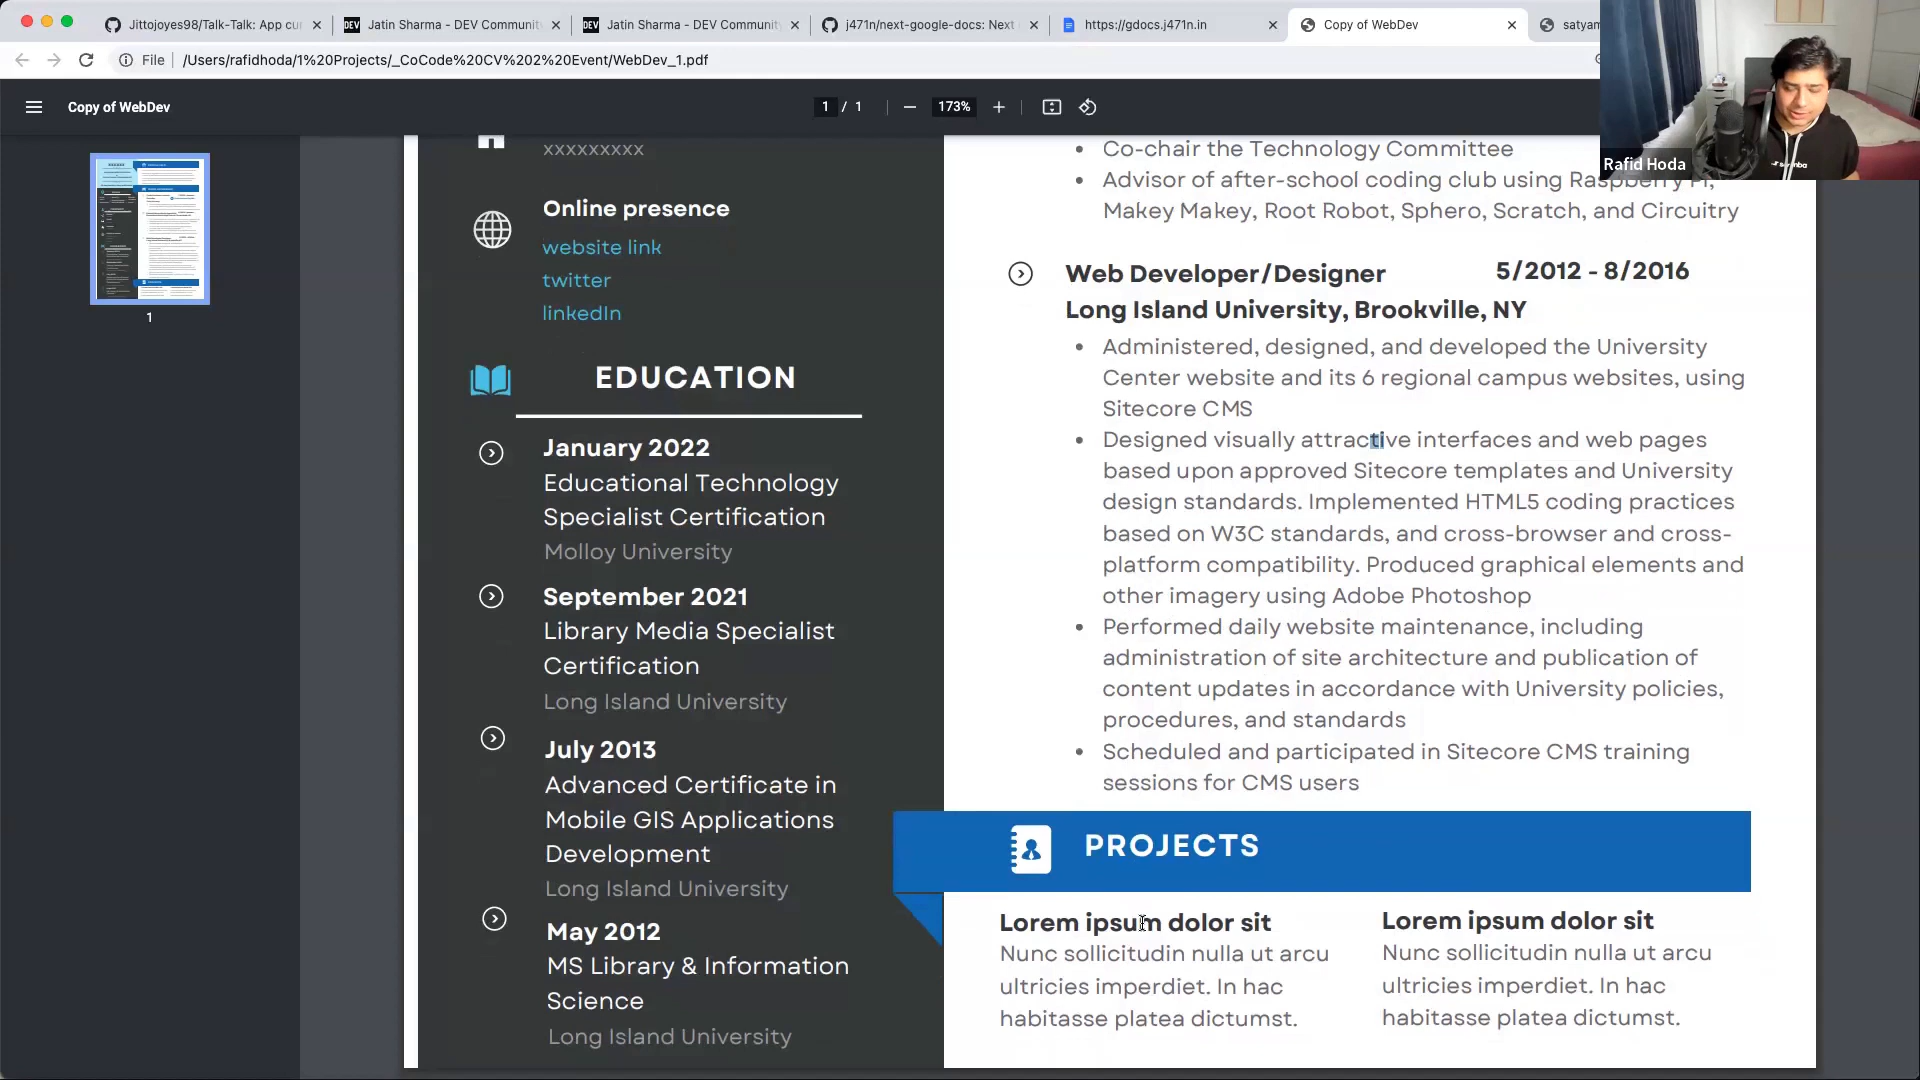 Jittojoyes98/Talk-Talk: App cu
Jatin Sharma - DEV Communit
Jatin Sharma - DEV Community
j471n/next-google-docs: Next
https://gdocs.j471n.in
Copy of WebDev
satyam
File
/Users/rafidhoda/1%20Projects/_CoCode%20CV%202%20Event/WebDev_1.pdf
Copy of WebDev
1 / 1
173%
Rafid Hoda
1
xxxxxxxxx
Online presence
website link
twitter
linkedIn
EDUCATION
January 2022
Educational Technology
Specialist Certification
Molloy University
September 2021
Library Media Specialist
Certification
Long Island University
July 2013
Advanced Certificate in
Mobile GIS Applications
Development
Long Island University
May 2012
MS Library & Information
Science
Long Island University
Co-chair the Technology Committee
Advisor of after-school coding club using Raspberry Pi,
Makey Makey, Root Robot, Sphero, Scratch, and Circuitry
Web Developer/Designer
5/2012 - 8/2016
Long Island University, Brookville, NY
Administered, designed, and developed the University
Center website and its 6 regional campus websites, using
Sitecore CMS
Designed visually attractive interfaces and web pages
based upon approved Sitecore templates and University
design standards. Implemented HTML5 coding practices
based on W3C standards, and cross-browser and cross-
platform compatibility. Produced graphical elements and
other imagery using Adobe Photoshop
Performed daily website maintenance, including
administration of site architecture and publication of
content updates in accordance with University policies,
procedures, and standards
Scheduled and participated in Sitecore CMS training
sessions for CMS users
PROJECTS
Lorem ipsum dolor sit
Nunc sollicitudin nulla ut arcu
ultricies imperdiet. In hac
habitasse platea dictumst.
Lorem ipsum dolor sit
Nunc sollicitudin nulla ut arcu
ultricies imperdiet. In hac
habitasse platea dictumst.